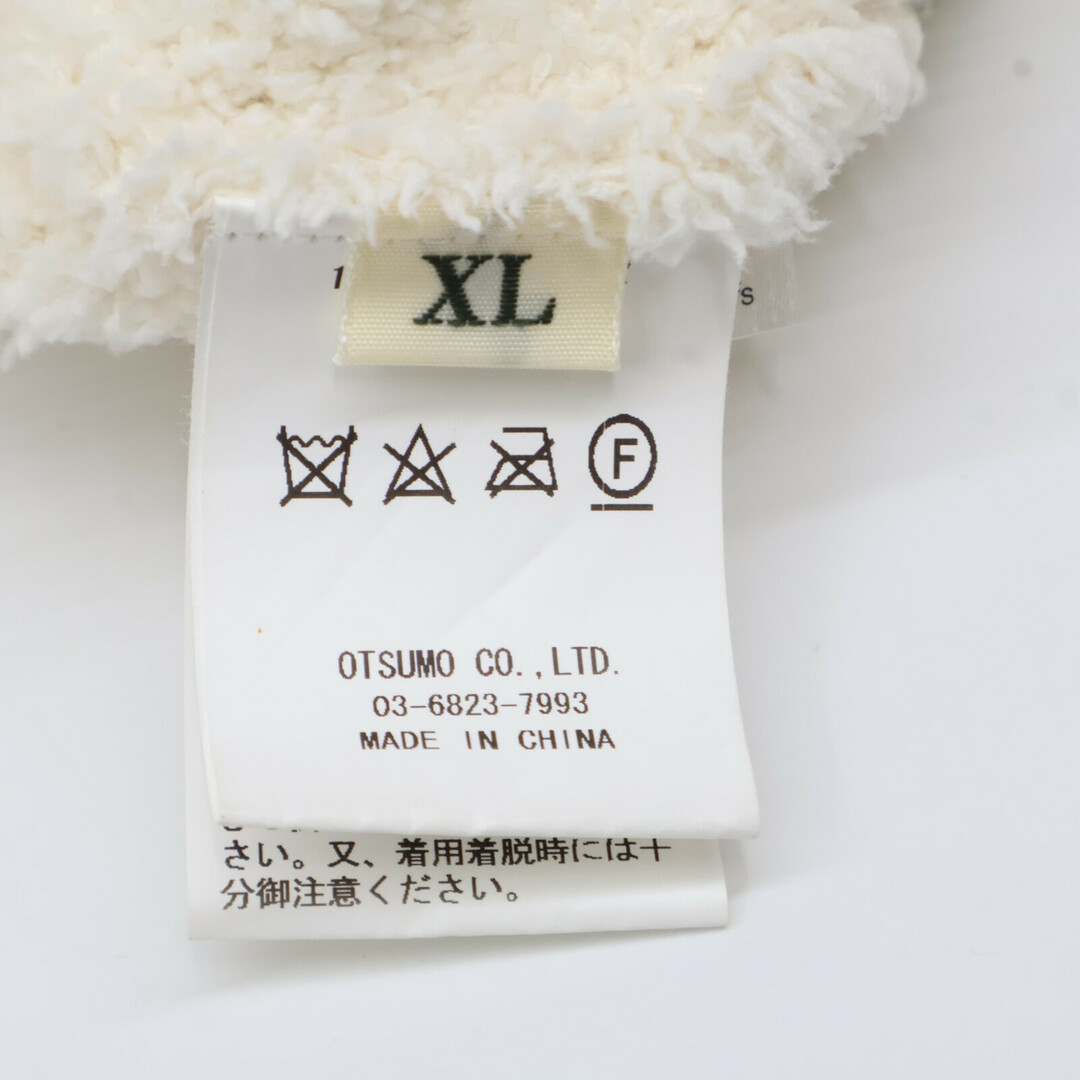 XL
F
OTSUMO CO.,LTD.
03-6823-7993
MADE IN CHINA
さい。又、着用着脱時には十
分御注意ください。